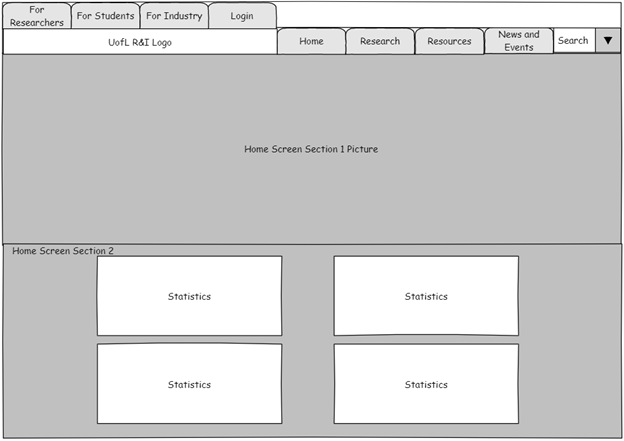 For
Researchers
For Students
For Industry
Login
UofL R&I Logo
Home
Research
Resources
News and
Events
Search
Home Screen Section 1 Picture
Home Screen Section 2
Statistics
Statistics
Statistics
Statistics